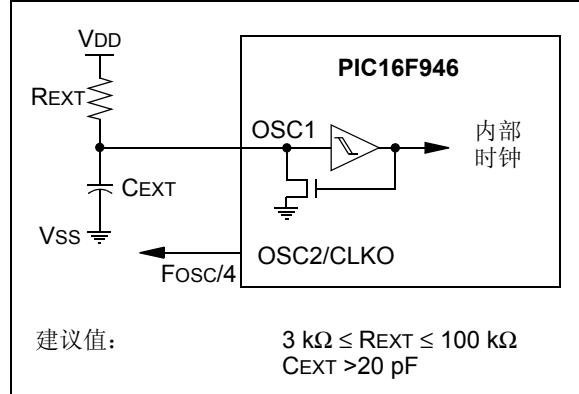 VDD
PIC16F946
REXT
OSC1
内部
时钟
CEXT
VSS
OSC2/CLKO
FOSC/4
建议值：
3 kΩ ≤ REXT ≤ 100 kΩ
CEXT >20 pF